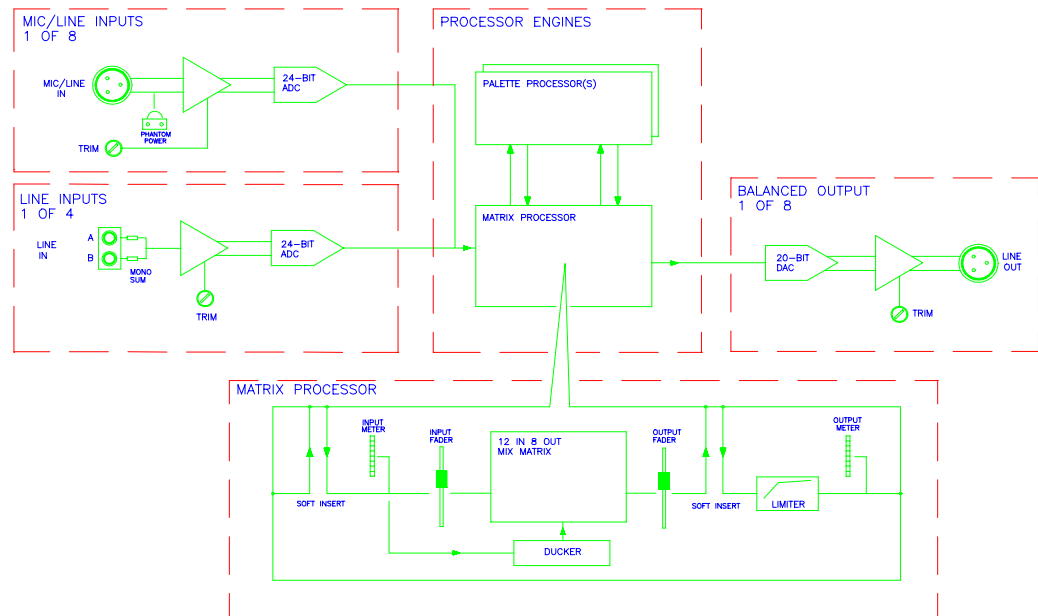 MIC/LINE INPUTS
1 OF 8
MIC/LINE
IN
PHANTOM
POWER
TRIM
24-BIT
ADC
LINE INPUTS
1 OF 4
LINE
IN
A
B
MONO
SUM
TRIM
24-BIT
ADC
PROCESSOR ENGINES
PALETTE PROCESSOR(S)
MATRIX PROCESSOR
BALANCED OUTPUT
1 OF 8
20-BIT
DAC
LINE
OUT
TRIM
MATRIX PROCESSOR
SOFT INSERT
INPUT
METER
INPUT
FADER
12 IN 8 OUT
MIX MATRIX
DUCKER
OUTPUT
FADER
SOFT INSERT
LIMITER
OUTPUT
METER